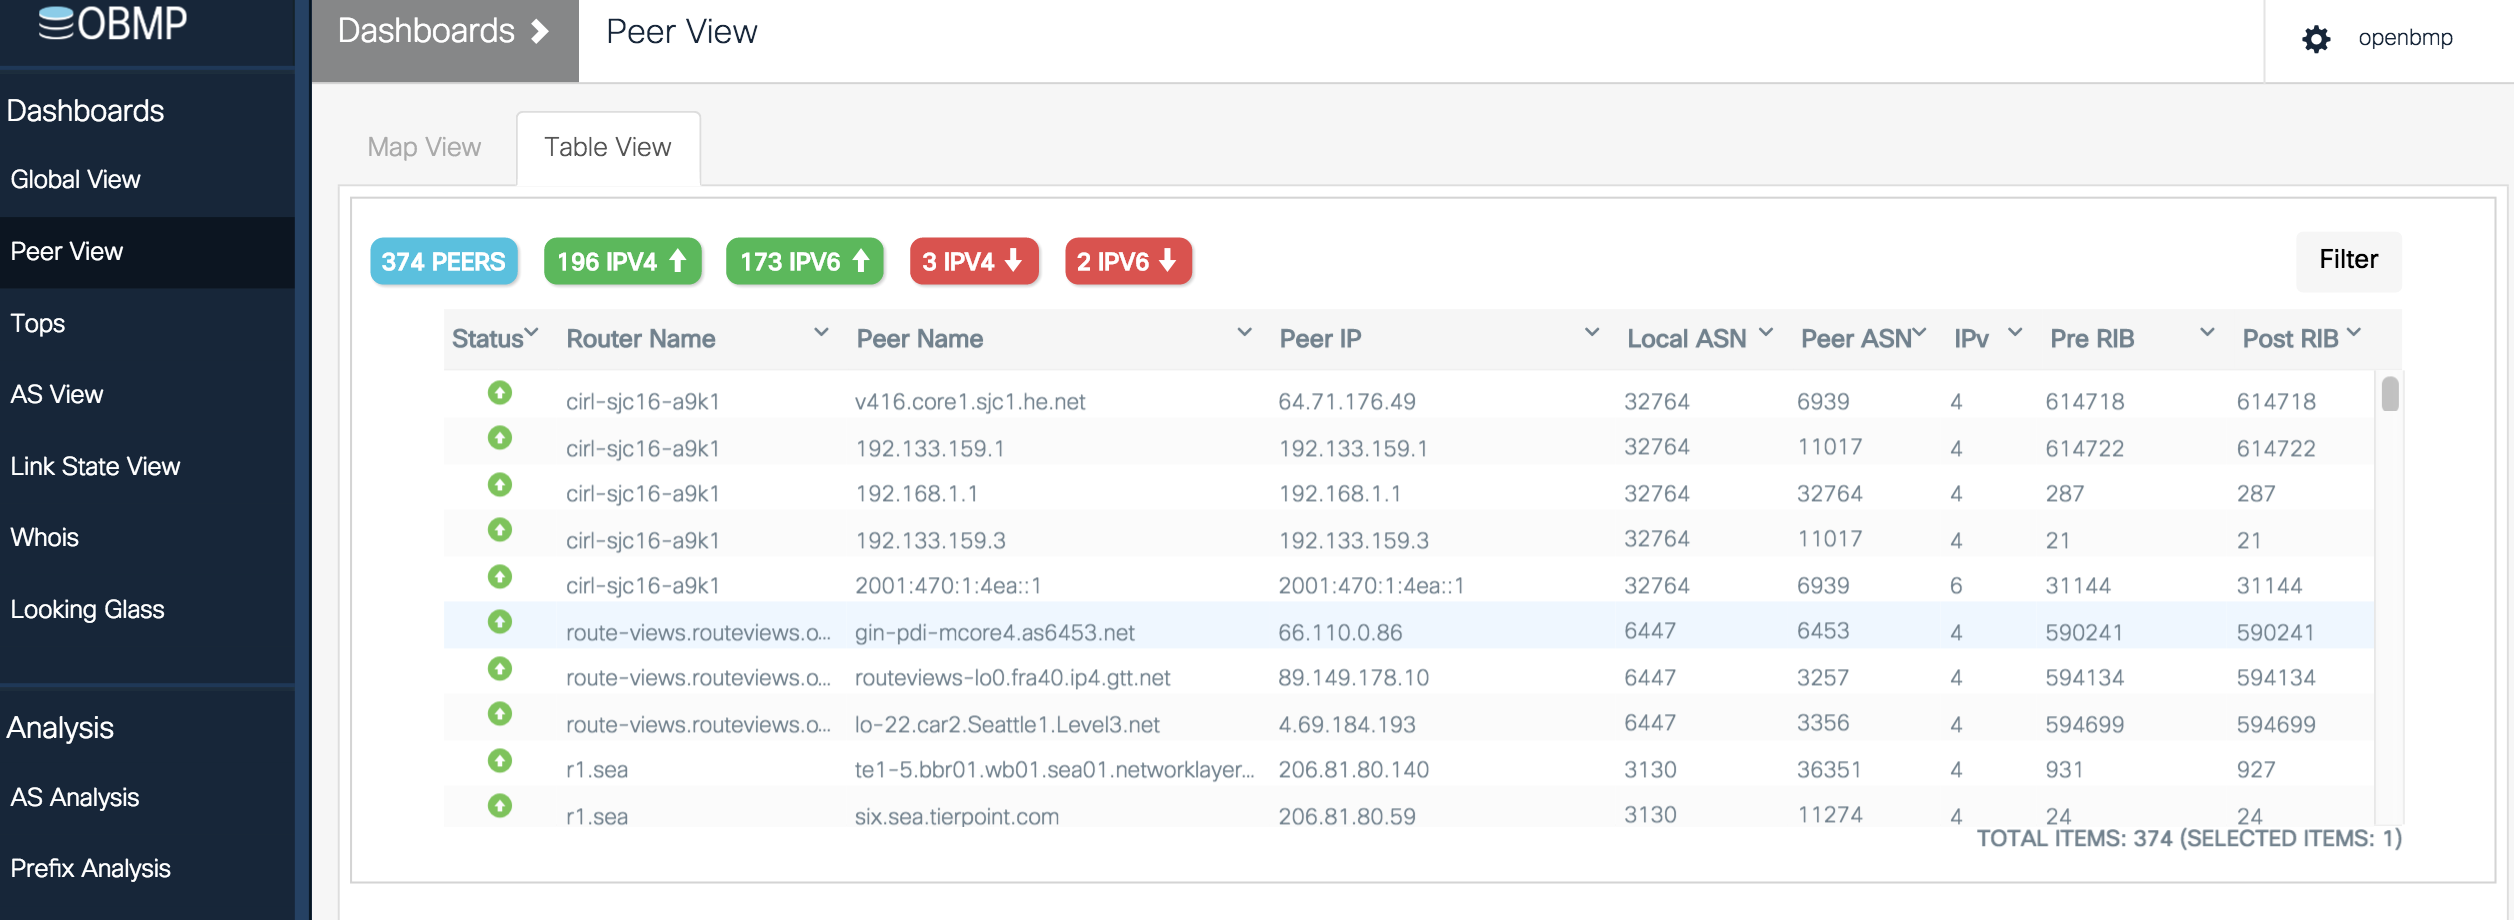 OBMP
Dashboards
Peer View
openbmp
Dashboards
Global View
Peer View
Tops
AS View
Link State View
Whois
Looking Glass
Analysis
AS Analysis
Prefix Analysis
Map View
Table View
374 PEERS 196 IPV4 173 IPV6 3 IPV4 2 IPV6
Filter
Status Router Name Peer Name Peer IP Local ASN Peer ASN IPv Pre RIB Post RIB
cirl-sjc16-a9k1 v416.core1.sjc1.he.net 64.71.176.49 32764 6939 4 614718 614718
cirl-sjc16-a9k1 192.133.159.1 192.133.159.1 32764 11017 4 614722 614722
cirl-sjc16-a9k1 192.168.1.1 192.168.1.1 32764 32764 4 287 287
cirl-sjc16-a9k1 192.133.159.3 192.133.159.3 32764 11017 4 21 21
cirl-sjc16-a9k1 2001:470:1:4ea::1 2001:470:1:4ea::1 32764 6939 6 31144 31144
route-views.routeviews.o... gin-pdi-mcore4.as6453.net 66.110.0.86 6447 6453 4 590241 590241
route-views.routeviews.o... routeviews-lo0.fra40.ip4.gtt.net 89.149.178.10 6447 3257 4 594134 594134
route-views.routeviews.o... lo-22.car2.Seattle1.Level3.net 4.69.184.193 6447 3356 4 594699 594699
r1.sea te1-5.bbr01.wb01.sea01.networklayer... 206.81.80.140 3130 36351 4 931 927
r1.sea six.sea.tierpoint.com 206.81.80.59 3130 11274 4 24 24
TOTAL ITEMS: 374 (SELECTED ITEMS: 1)